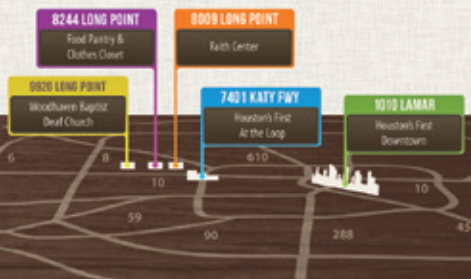 8244 LONG POINT
Food Pantry &
Clothes Closet
8009 LONG POINT
Faith Center
9920 LONG POINT
Woodhaven Baptist
Deaf Church
7401 KATY FWY
Houston's First
At the Loop
1010 LAMAR
Houston's First
Downtown
6
8
610
10
10
59
90
288
45